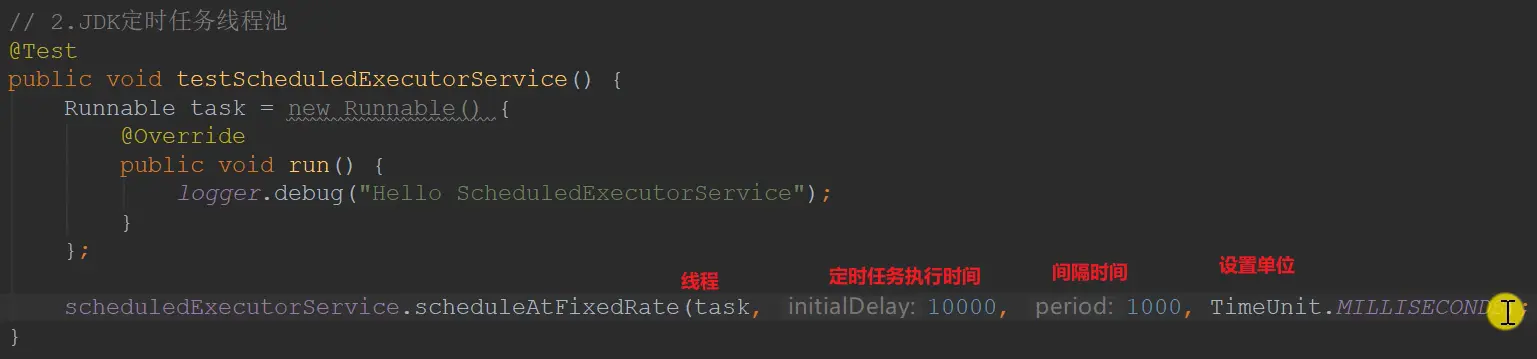 // 2.JDK定时任务线程池
@Test
public void testScheduledExecutorService() {
Runnable task = new Runnable() {
@Override
public void run() {
logger.debug("Hello ScheduledExecutorService");
}
};
线程 定时任务执行时间 间隔时间 设置单位
scheduledExecutorService.scheduleAtFixedRate(task, initialDelay: 10000, period: 1000, TimeUnit.MILLISECONDS);
}